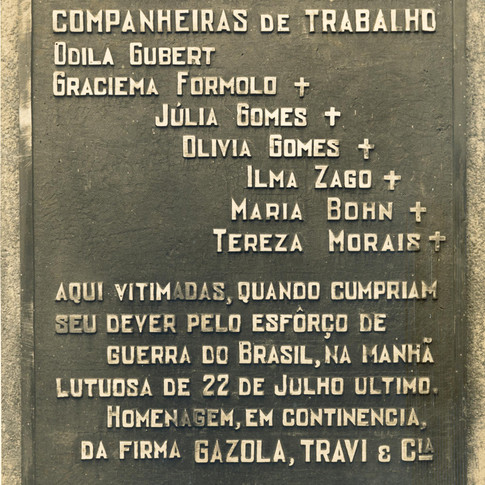 COMPANHEIRAS DE TRABALHO
ODILA GUBERT
GRACIEMA FORMOLO ✝
JÚLIA GOMES ✝
OLIVIA GOMES ✝
ILMA ZAGO ✝
MARIA BOHN ✝
TEREZA MORAIS ✝
AQUI VITIMADAS, QUANDO CUMPRIAM
SEU DEVER PELO ESFÔRÇO DE
GUERRA DO BRASIL, NA MANHÃ
LUTUOSA DE 22 DE JULHO ULTIMO.
HOMENAGEM, EM CONTINENCIA,
DA FIRMA GAZOLA, TRAVI & CIA